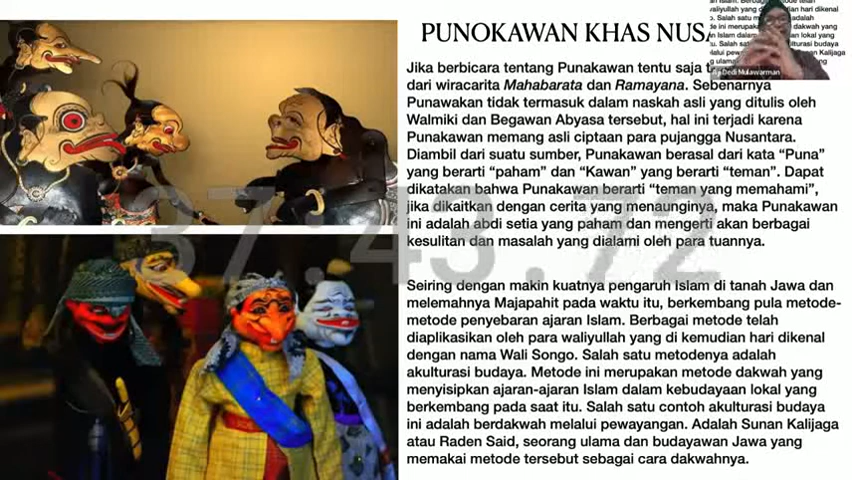 PUNOKAWAN KHAS NUSA
Jika berbicara tentang Punakawan tentu saja
dari wiracarita Mahabarata dan Ramayana. Sebenarnya
Punawakan tidak termasuk dalam naskah asli yang ditulis oleh
Walmiki dan Begawan Abyasa tersebut, hal ini terjadi karena
Punakawan memang asli ciptaan para pujangga Nusantara.
Diambil dari suatu sumber, Punakawan berasal dari kata “Puna”
yang berarti “paham” dan “Kawan” yang berarti “teman”. Dapat
dikatakan bahwa Punakawan berarti “teman yang memahami”,
jika dikaitkan dengan cerita yang menaunginya, maka Punakawan
ini adalah abdi setia yang paham dan mengerti akan berbagai
kesulitan dan masalah yang dialami oleh para tuannya.
Seiring dengan makin kuatnya pengaruh Islam di tanah Jawa dan
melemahnya Majapahit pada waktu itu, berkembang pula metode-
metode penyebaran ajaran Islam. Berbagai metode telah
diaplikasikan oleh para waliyullah yang di kemudian hari dikenal
dengan nama Wali Songo. Salah satu metodenya adalah
akulturasi budaya. Metode ini merupakan metode dakwah yang
menyisipkan ajaran-ajaran Islam dalam kebudayaan lokal yang
berkembang pada saat itu. Salah satu contoh akulturasi budaya
ini adalah berdakwah melalui pewayangan. Adalah Sunan Kalijaga
atau Raden Said, seorang ulama dan budayawan Jawa yang
memakai metode tersebut sebagai cara dakwahnya.
Dedi Mulawarman
37:43.72